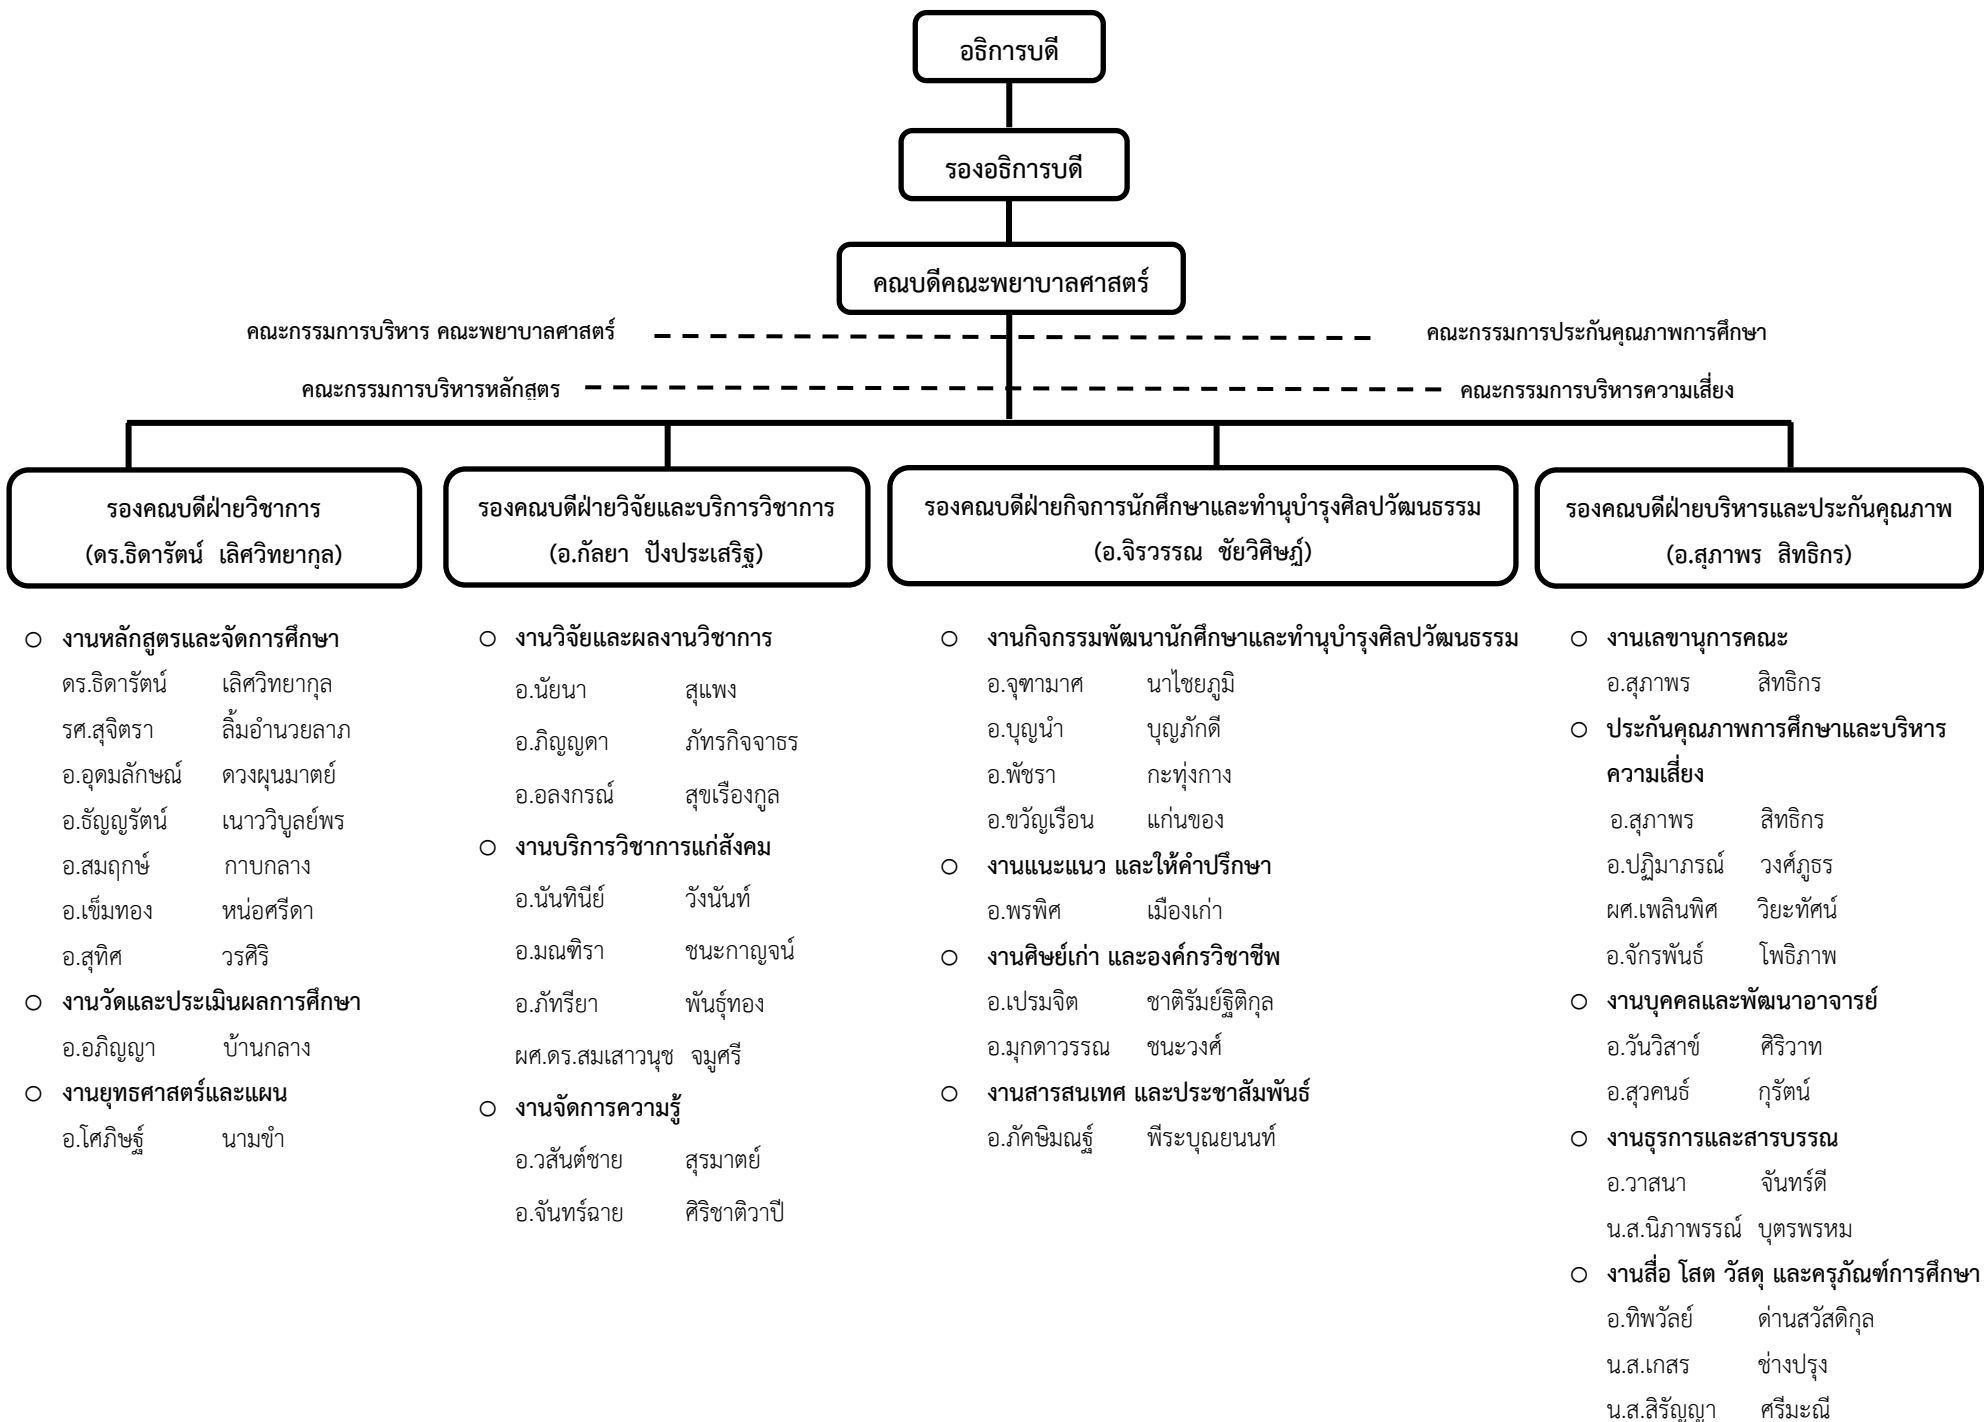 อธิการบดี
รองอธิการบดี
คณบดีคณะพยาบาลศาสตร์
คณะกรรมการบริหาร คณะพยาบาลศาสตร์
คณะกรรมการประกันคุณภาพการศึกษา
คณะกรรมการบริหารหลักสูตร
คณะกรรมการบริหารความเสี่ยง
รองคณบดีฝ่ายวิชาการ
(ดร.ธิดารัตน์ เลิศวิทยากุล)
งานหลักสูตรและจัดการศึกษา
ดร.ธิดารัตน์ เลิศวิทยากุล
รศ.สุจิตรา ลิ้มอำนวยลาภ
อ.อุดมลักษณ์ ดวงผุนมาตย์
อ.ธัญญรัตน์ เนาววิบูลย์พร
อ.สมฤกษ์ กาบกลาง
อ.เข็มทอง หน่อศรีดา
อ.สุทิศ วรศิริ
งานวัดและประเมินผลการศึกษา
อ.อภิญญา บ้านกลาง
งานยุทธศาสตร์และแผน
อ.โศภิษฐ์ นามขำ
รองคณบดีฝ่ายวิจัยและบริการวิชาการ
(อ.กัลยา ปังประเสริฐ)
งานวิจัยและผลงานวิชาการ
อ.นัยนา สุแพง
อ.ภิญญดา ภัทรกิจจาธร
อ.อลงกรณ์ สุขเรืองกูล
งานบริการวิชาการแก่สังคม
อ.นันทินีย์ วังนันท์
อ.มณฑิรา ชนะกาญจน์
อ.ภัทรียา พันธุ์ทอง
ผศ.ดร.สมเสาวนุช จมูศรี
งานจัดการความรู้
อ.วสันต์ชาย สุรมาตย์
อ.จันทร์ฉาย ศิริชาติวาปี
รองคณบดีฝ่ายกิจการนักศึกษาและทำนุบำรุงศิลปวัฒนธรรม
(อ.จิรวรรณ ชัยวิศิษฏ์)
งานกิจกรรมพัฒนานักศึกษาและทำนุบำรุงศิลปวัฒนธรรม
อ.จุฑามาศ นาไชยภูมิ
อ.บุญนำ บุญภักดี
อ.พัชรา กะทุ่งกาง
อ.ขวัญเรือน แก่นของ
งานแนะแนว และให้คำปรึกษา
อ.พรพิศ เมืองเก่า
งานศิษย์เก่า และองค์กรวิชาชีพ
อ.เปรมจิต ชาติรัมย์ฐิติกุล
อ.มุกดาวรรณ ชนะวงศ์
งานสารสนเทศ และประชาสัมพันธ์
อ.ภัคษิมณฐ์ พีระบุณยนนท์
รองคณบดีฝ่ายบริหารและประกันคุณภาพ
(อ.สุภาพร สิทธิกร)
งานเลขานุการคณะ
อ.สุภาพร สิทธิกร
ประกันคุณภาพการศึกษาและบริหาร
ความเสี่ยง
อ.สุภาพร สิทธิกร
อ.ปฏิมาภรณ์ วงศ์ภูธร
ผศ.เพลินพิศ วิยะทัศน์
อ.จักรพันธ์ โพธิภาพ
งานบุคคลและพัฒนาอาจารย์
อ.วันวิสาข์ ศิริวาท
อ.สุวคนธ์ กุรัตน์
งานธุรการและสารบรรณ
อ.วาสนา จันทร์ดี
น.ส.นิภาพรรณ์ บุตรพรหม
งานสื่อ โสต วัสดุ และครุภัณฑ์การศึกษา
อ.ทิพวัลย์ ด่านสวัสดิกุล
น.ส.เกสร ช่างปรุง
น.ส.สิรัญญา ศรีมะณี